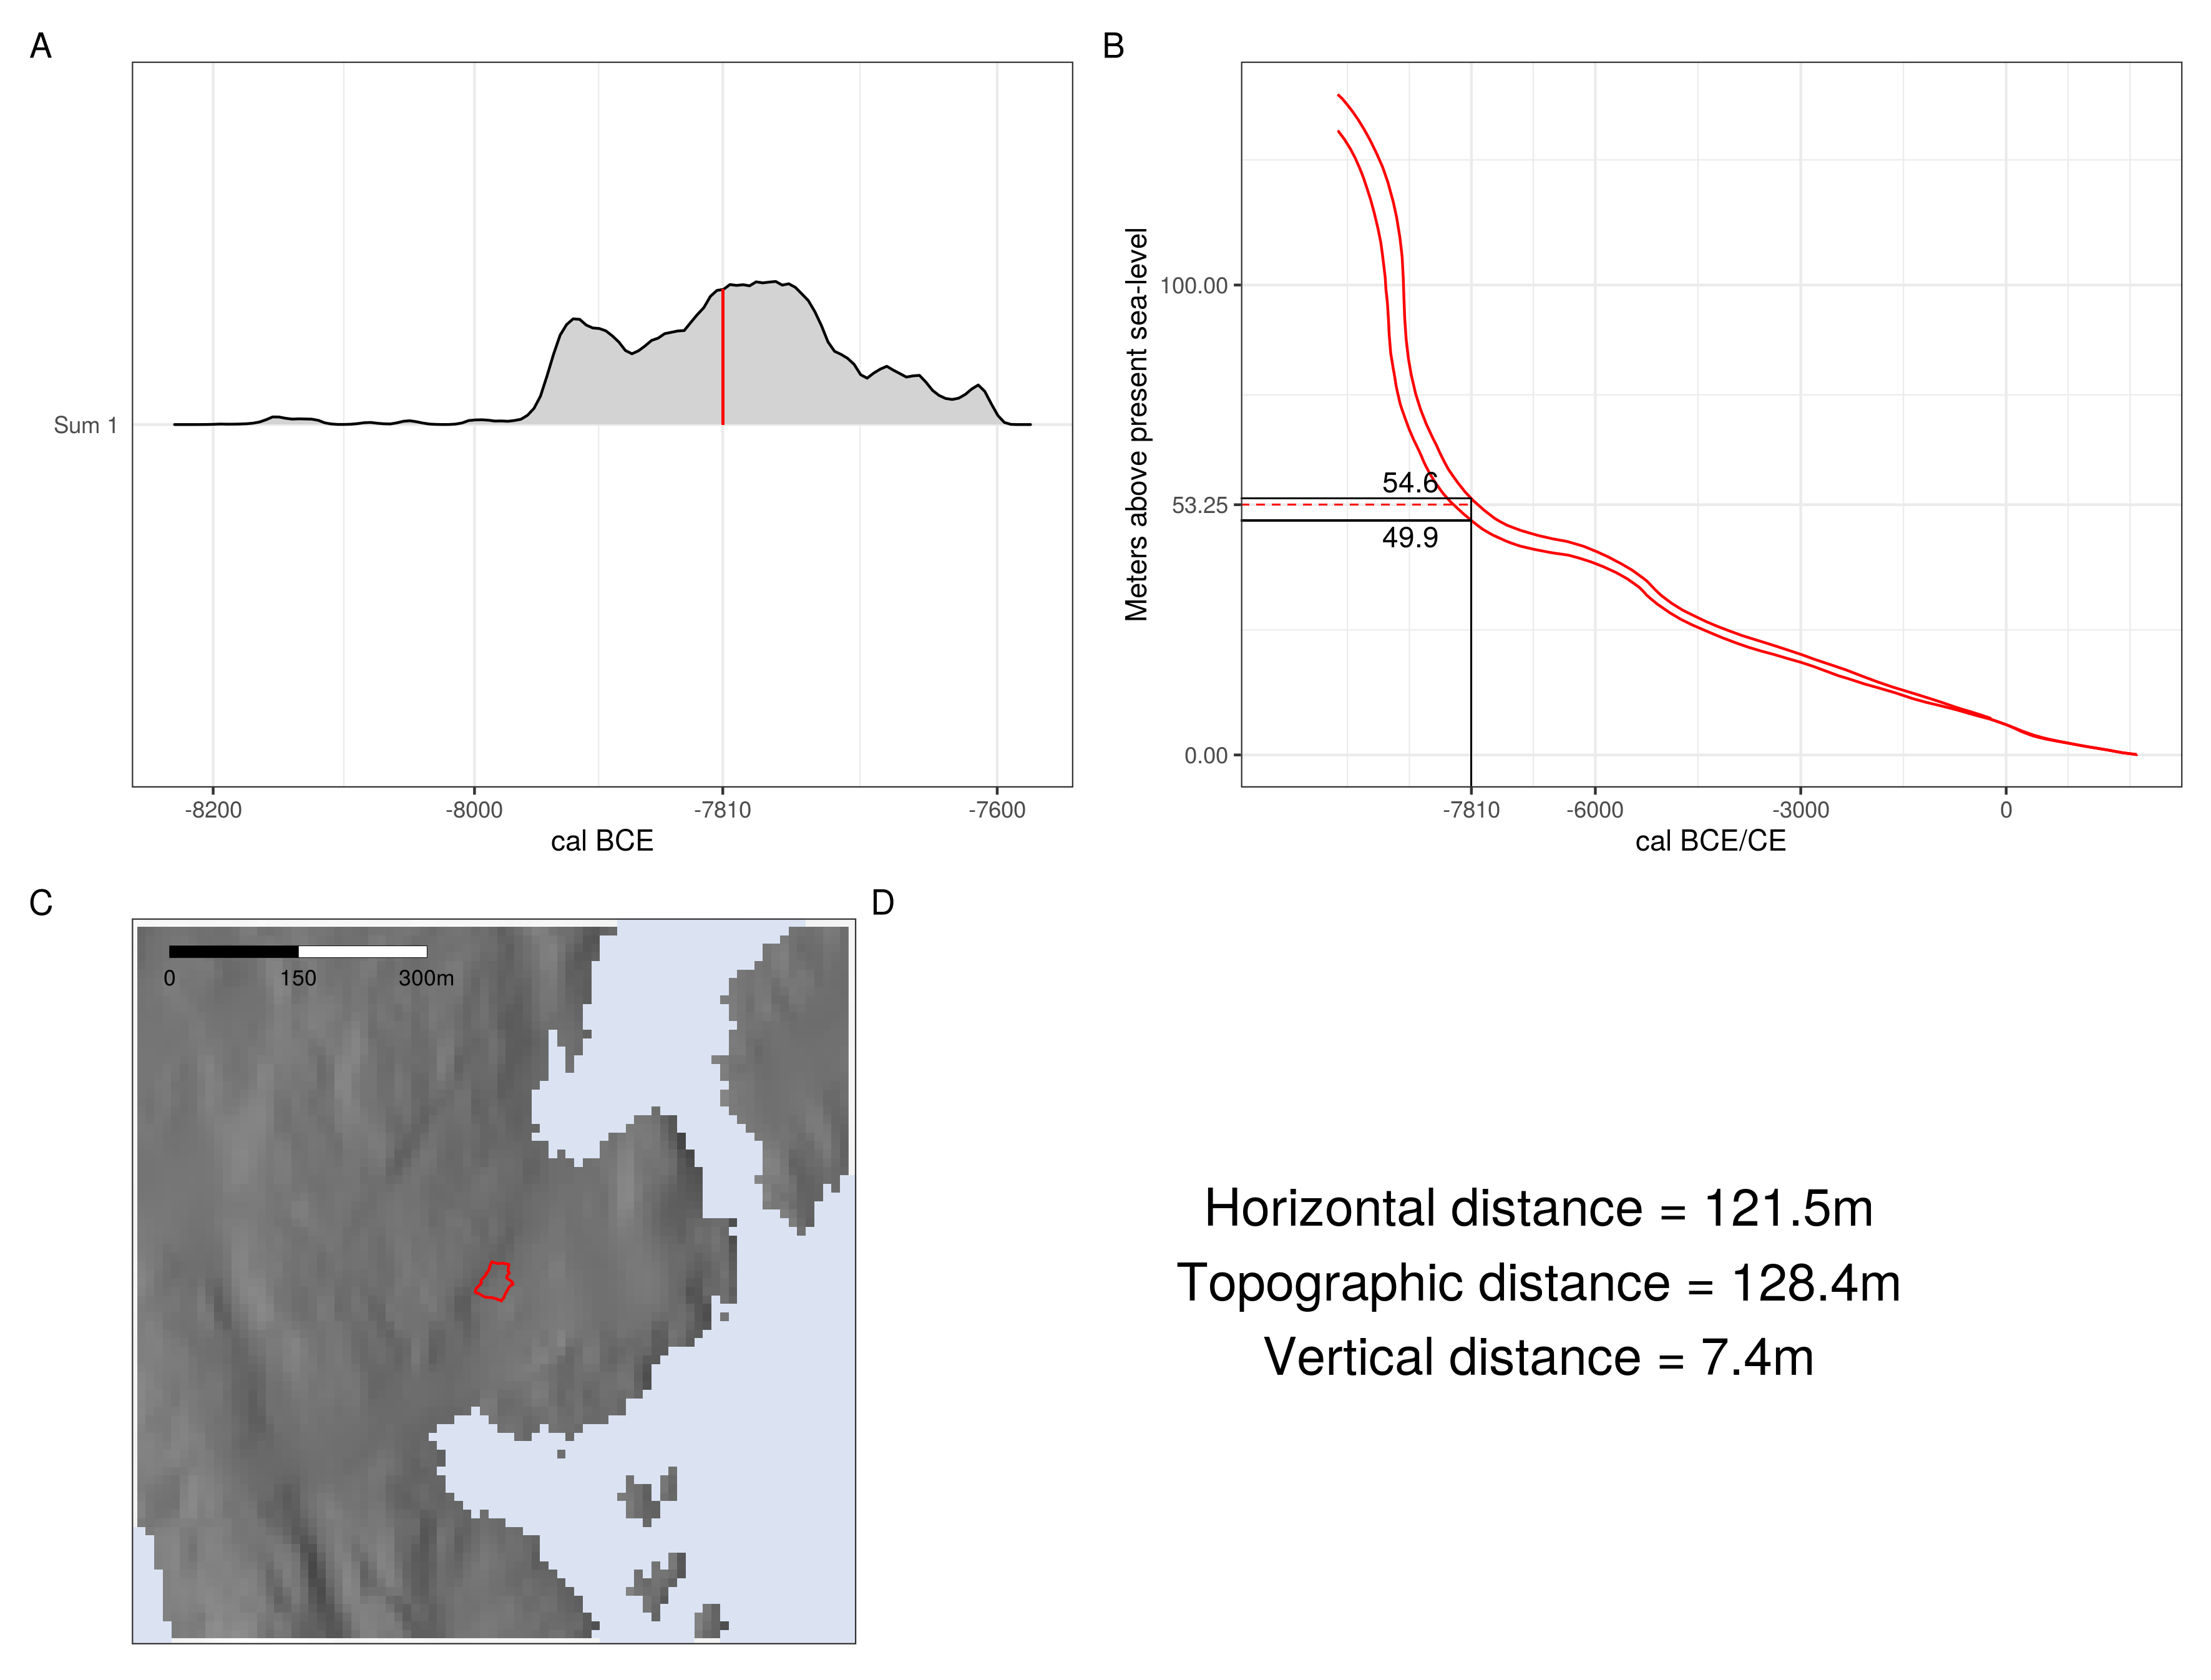 A
Sum 1
-8200 -8000 -7810 -7600
cal BCE
B
Meters above present sea-level
100.00
53.25
0.00
54.6
49.9
-7810 -6000 -3000 0
cal BCE/CE
C
0 150 300m
D
Horizontal distance = 121.5m
Topographic distance = 128.4m
Vertical distance = 7.4m